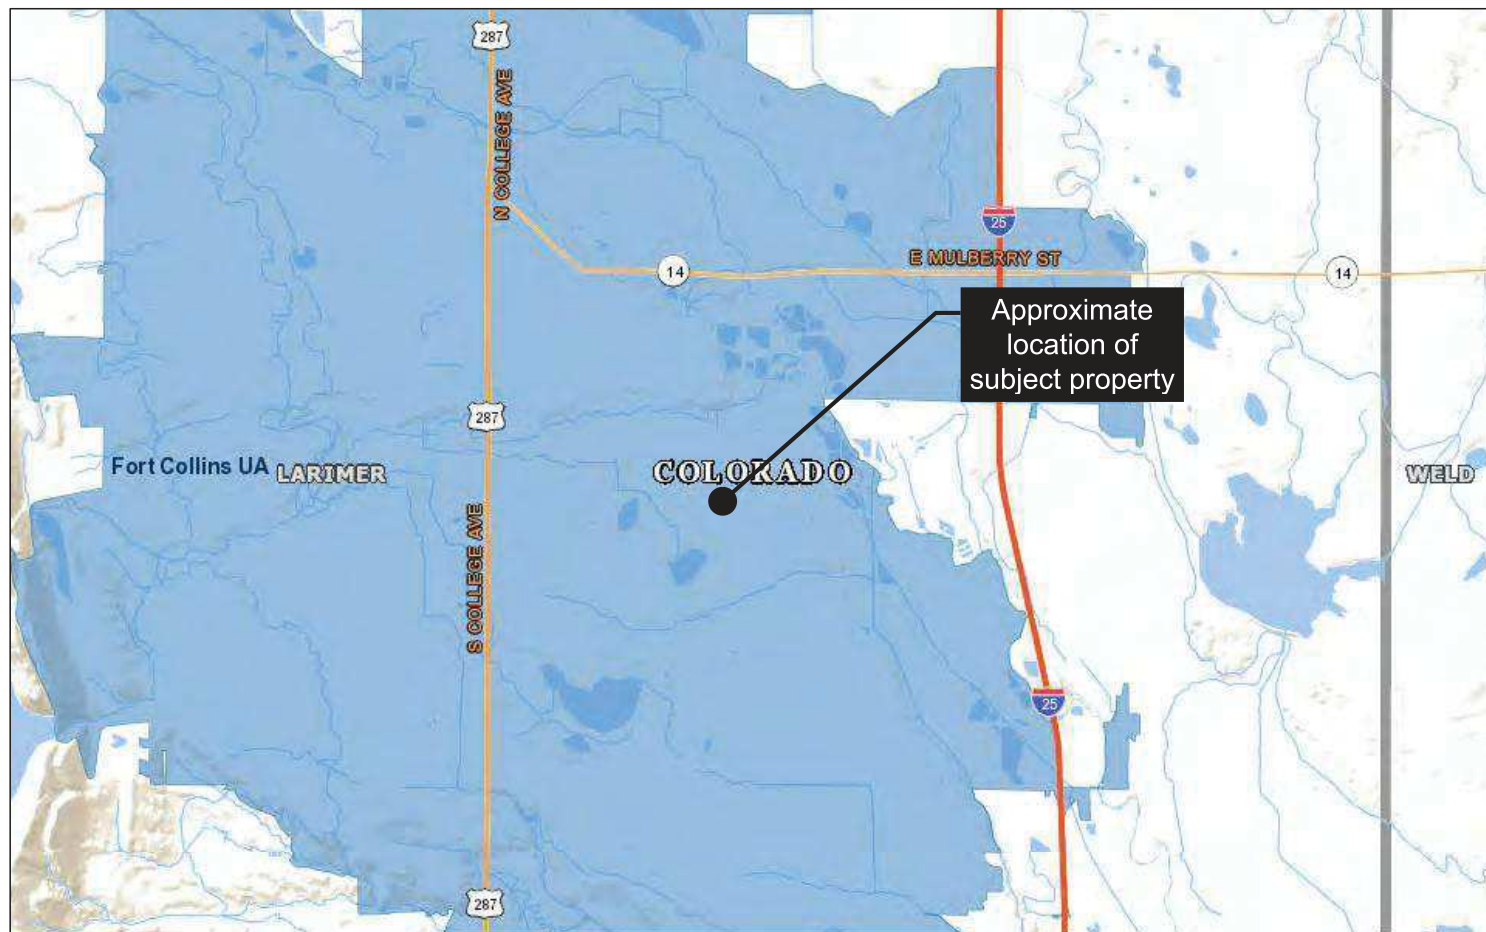 287
N COLLEGE AVE
25
E MULBERRY ST
14
14
Approximate
location of
subject property
287
Fort Collins UA
LARIMER
COLORADO
WELD
S COLLEGE AVE
25
287